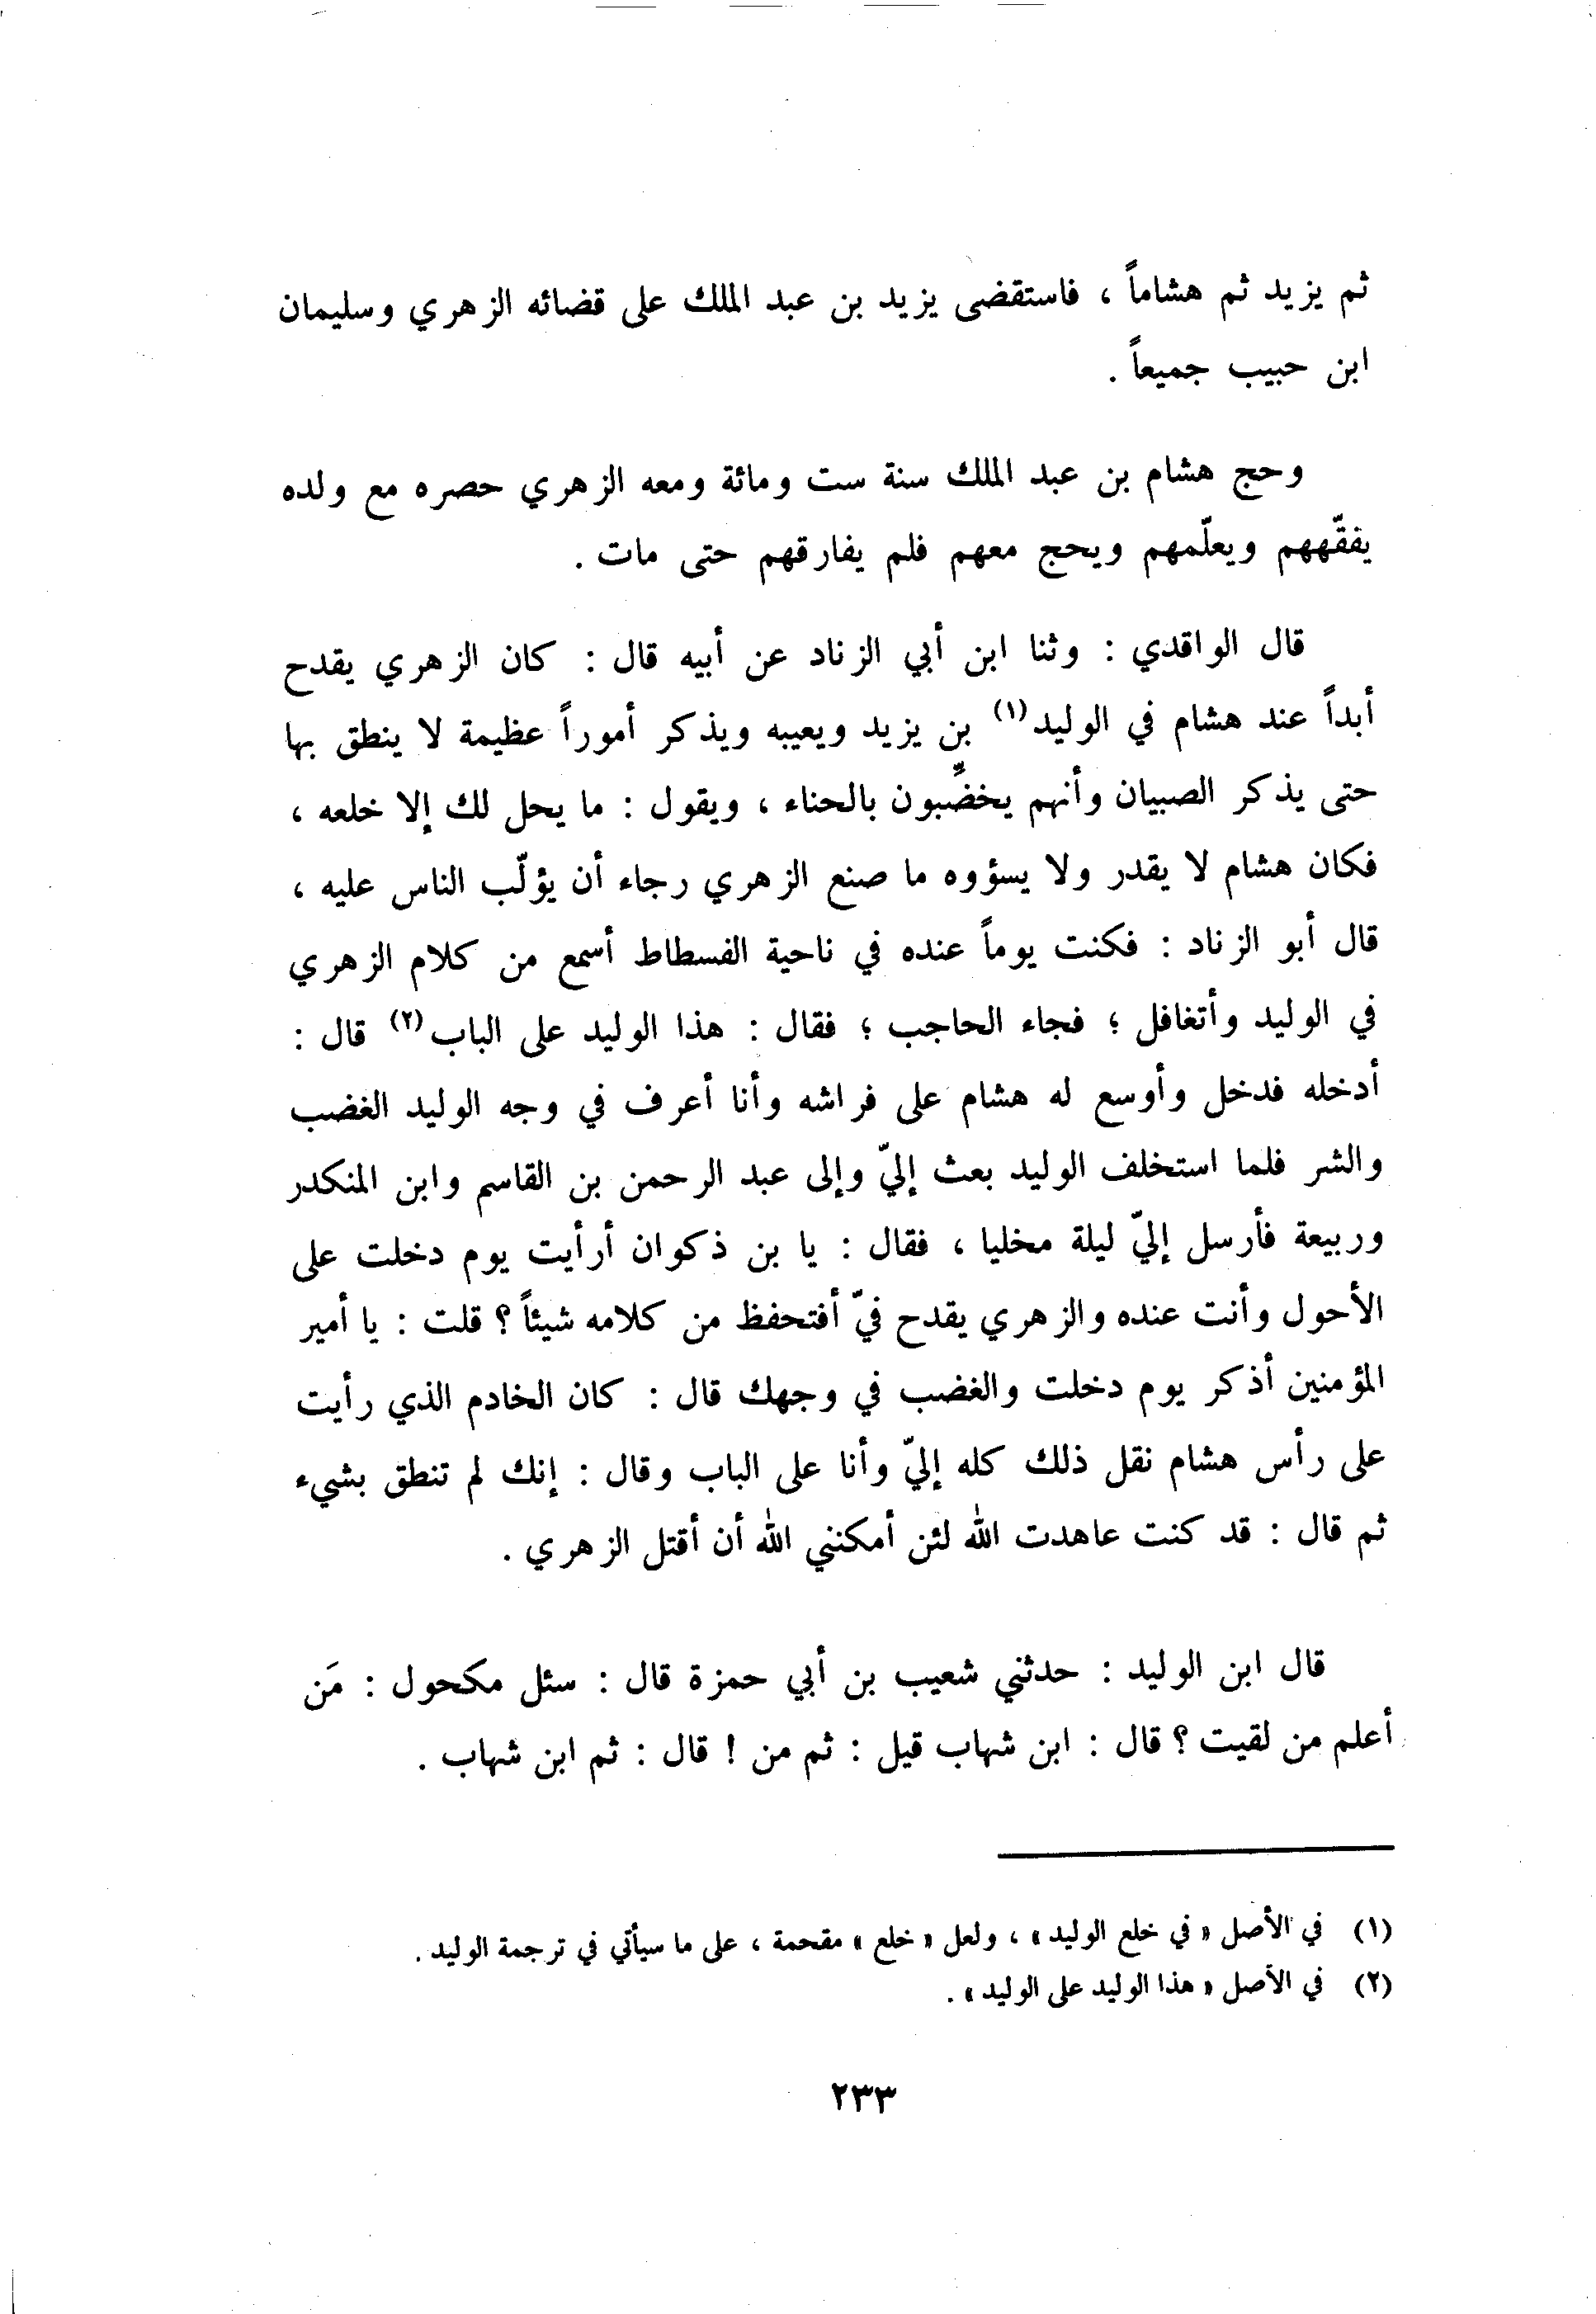 ثم يزيد ثم هشاماً ، فاستقضى يزيد بن عبد الملك على قضائه الزهري وسليمان
ابن حبيب جميعاً .
وحج هشام بن عبد الملك سنة ست ومائة ومعه الزهري حصره مع ولده
يفقّههم ويعلّمهم ويحج معهم فلم يفارقهم حتى مات .
قال الواقدي : وثنا ابن أبي الزناد عن أبيه قال : كان الزهري يقدح
أبداً عند هشام في الوليد(١) بن يزيد ويعيبه ويذكر أموراً عظيمة لا ينطق بها
حتى يذكر الصبيان وأنهم يخضّبون بالحناء ، ويقول : ما يحل لك إلا خلعه ،
فكان هشام لا يقدر ولا يسؤوه ما صنع الزهري رجاء أن يؤلّب الناس عليه ،
قال أبو الزناد : فكنت يوماً عنده في ناحية الفسطاط أسمع من كلام الزهري
في الوليد وأتغافل ؛ فجاء الحاجب ؛ فقال : هذا الوليد على الباب(٢) قال :
أدخله فدخل وأوسع له هشام على فراشه وأنا أعرف في وجه الوليد الغضب
والشر فلما استخلف الوليد بعث إليّ وإلى عبد الرحمن بن القاسم وابن المنكدر
وربيعة فأرسل إليّ ليلة مخليا ، فقال : يا بن ذكوان أرأيت يوم دخلت على
الأحول وأنت عنده والزهري يقدح فيّ أفتحفظ من كلامه شيئاً ؟ قلت : يا أمير
المؤمنين أذكر يوم دخلت والغضب في وجهك قال : كان الخادم الذي رأيت
على رأس هشام نقل ذلك كله إليّ وأنا على الباب وقال : إنك لم تنطق بشيء
ثم قال : قد كنت عاهدت الله لئن أمكنني الله أن أقتل الزهري .
قال ابن الوليد : حدثني شعيب بن أبي حمزة قال : سئل مكحول : مَن
أعلم من لقيت ؟ قال : ابن شهاب قيل : ثم من ! قال : ثم ابن شهاب .
(١) في الأصل « في خلع الوليد » ، ولعل « خلع » مقحمة ، على ما سيأتي في ترجمة الوليد .
(٢) في الأصل « هذا الوليد على الوليد » .
٢٣٣